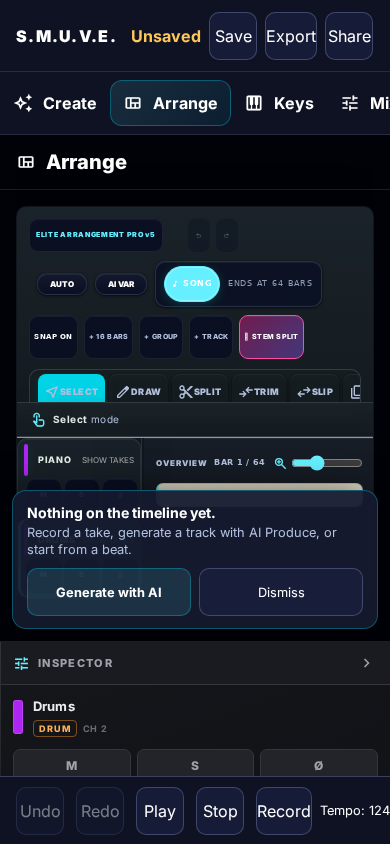 S.M.U.V.E. Unsaved Save Export Share
Create Arrange Keys Mi
Arrange
ELITE ARRANGEMENT PRO v5
AUTO AI VAR SONG ENDS AT 64 BARS
SNAP ON + 16 BARS + GROUP + TRACK STEM SPLIT
SELECT DRAW SPLIT TRIM SLIP
Select mode
PIANO SHOW TAKES OVERVIEW BAR 1 / 64
Nothing on the timeline yet.
Record a take, generate a track with AI Produce, or
start from a beat.
Generate with AI Dismiss
INSPECTOR
Drums
DRUM CH 2
M S Ø
Undo Redo Play Stop Record Tempo: 124